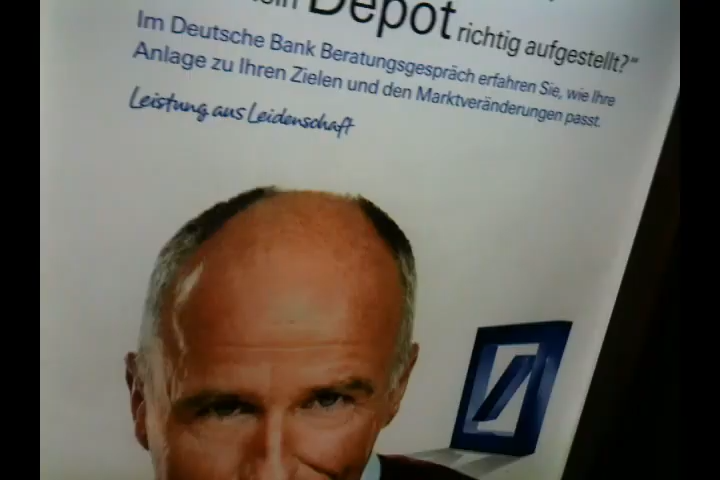 Depot richtig aufgestellt?"
Im Deutsche Bank Beratungsgespräch erfahren Sie, wie Ihre
Anlage zu Ihren Zielen und den Marktveränderungen passt.
Leistung aus Leidenschaft